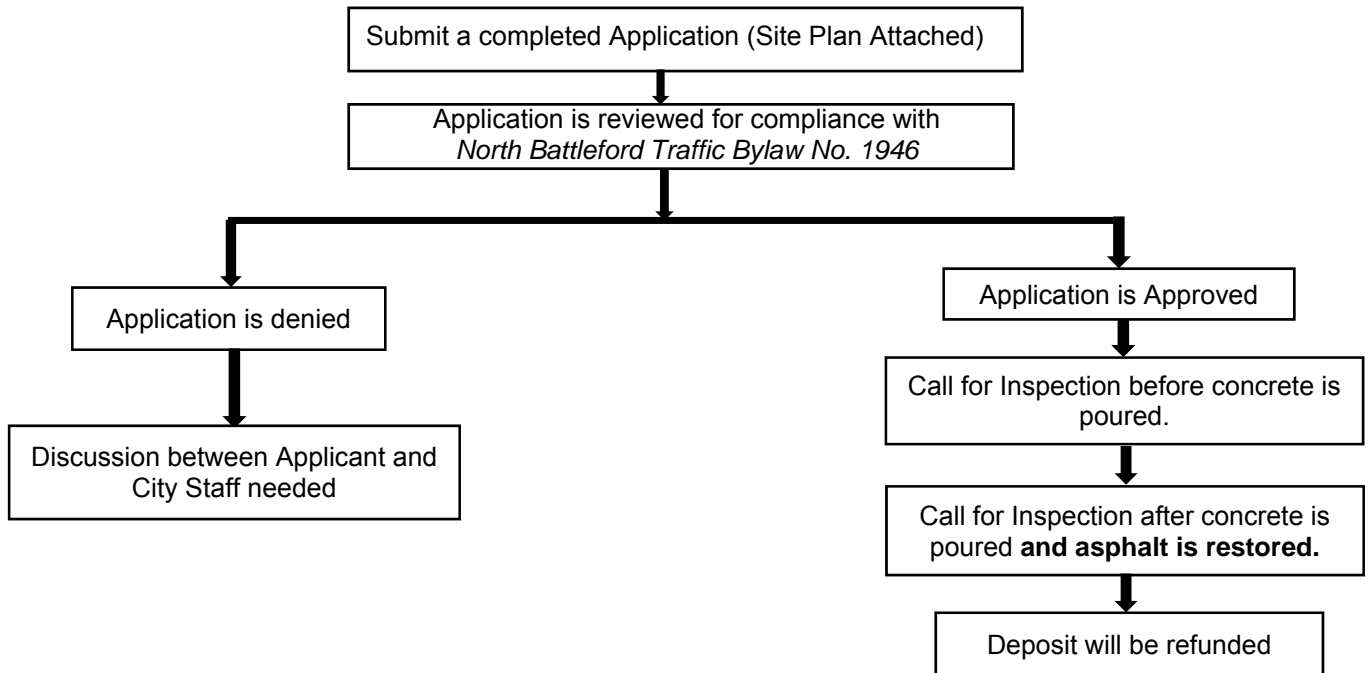 Submit a completed Application (Site Plan Attached)
Application is reviewed for compliance with
North Battleford Traffic Bylaw No. 1946
Application is denied
Discussion between Applicant and
City Staff needed
Application is Approved
Call for Inspection before concrete is
poured.
Call for Inspection after concrete is
poured and asphalt is restored.
Deposit will be refunded